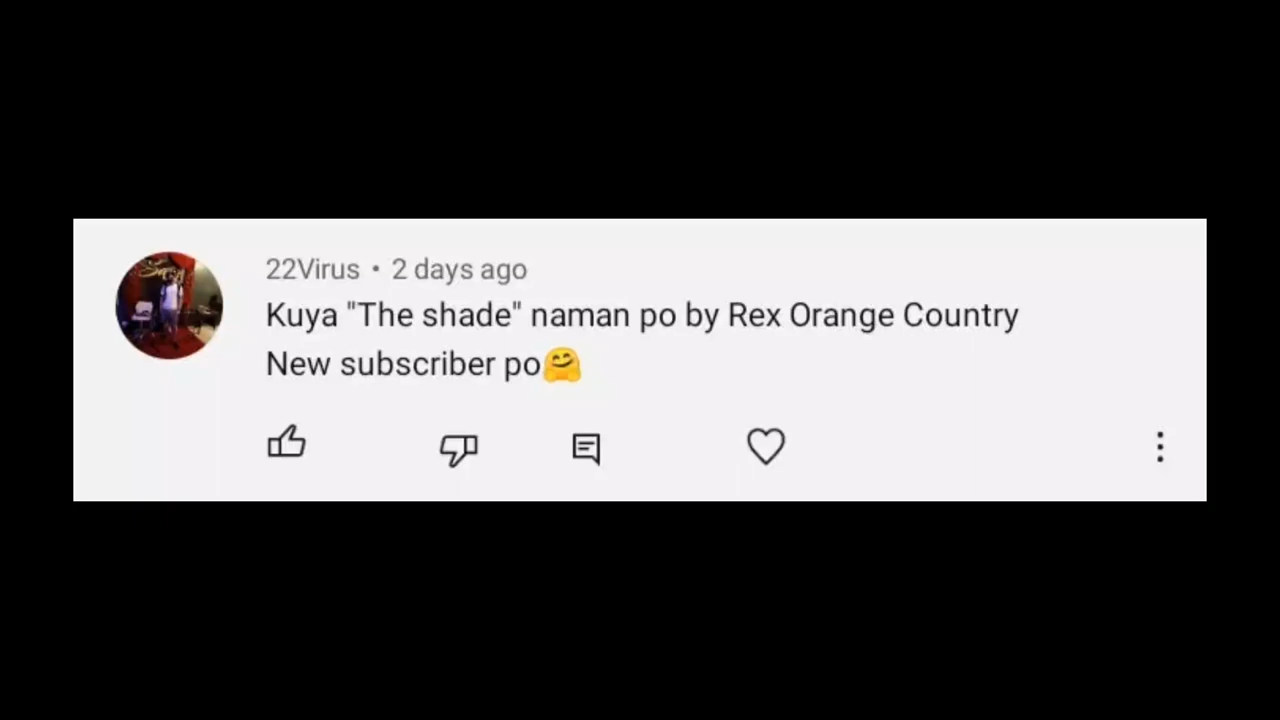 22Virus • 2 days ago
Kuya "The shade" naman po by Rex Orange Country
New subscriber po🤗